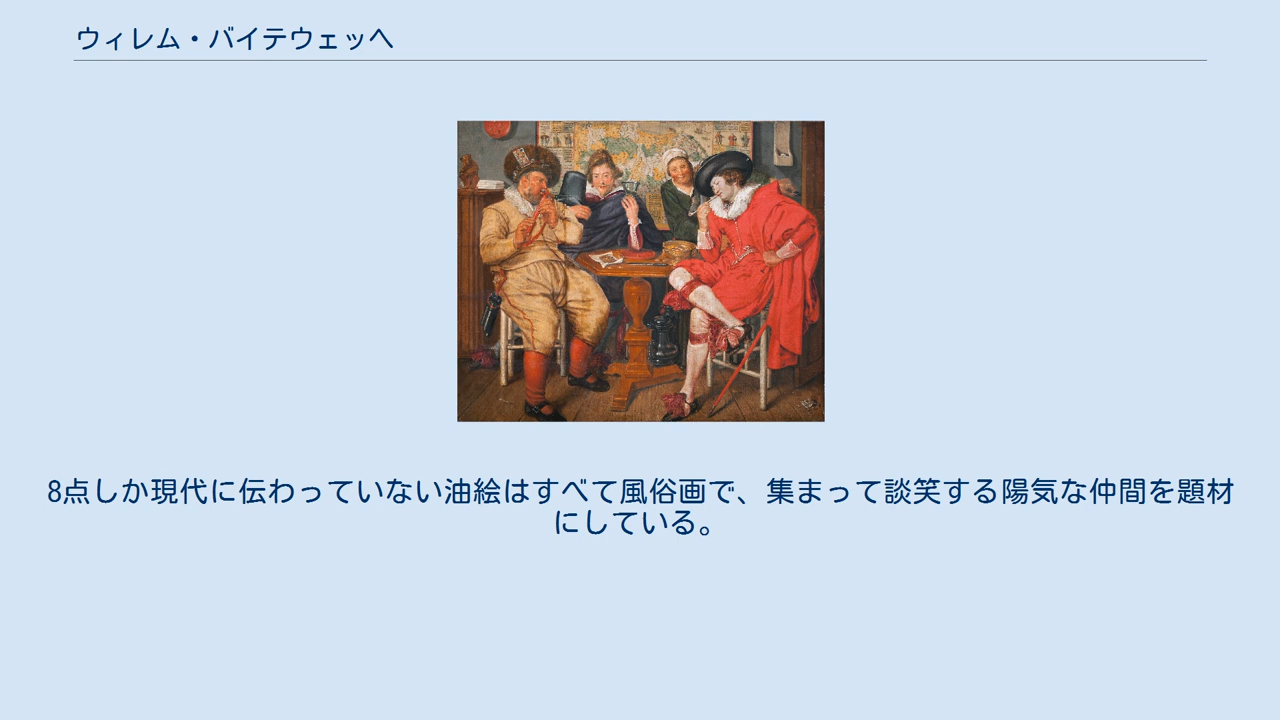 ウィレム・バイテウェッヘ
8点しか現代に伝わっていない油絵はすべて風俗画で、集まって談笑する陽気な仲間を題材
にしている。